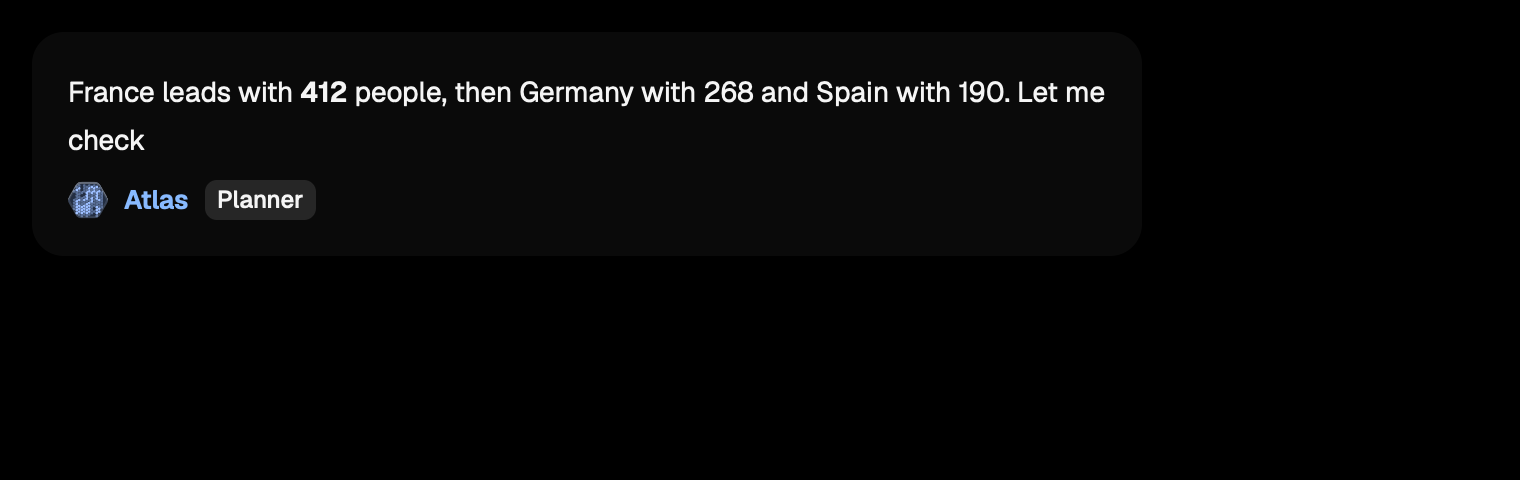 France leads with 412 people, then Germany with 268 and Spain with 190. Let me
check
Atlas Planner